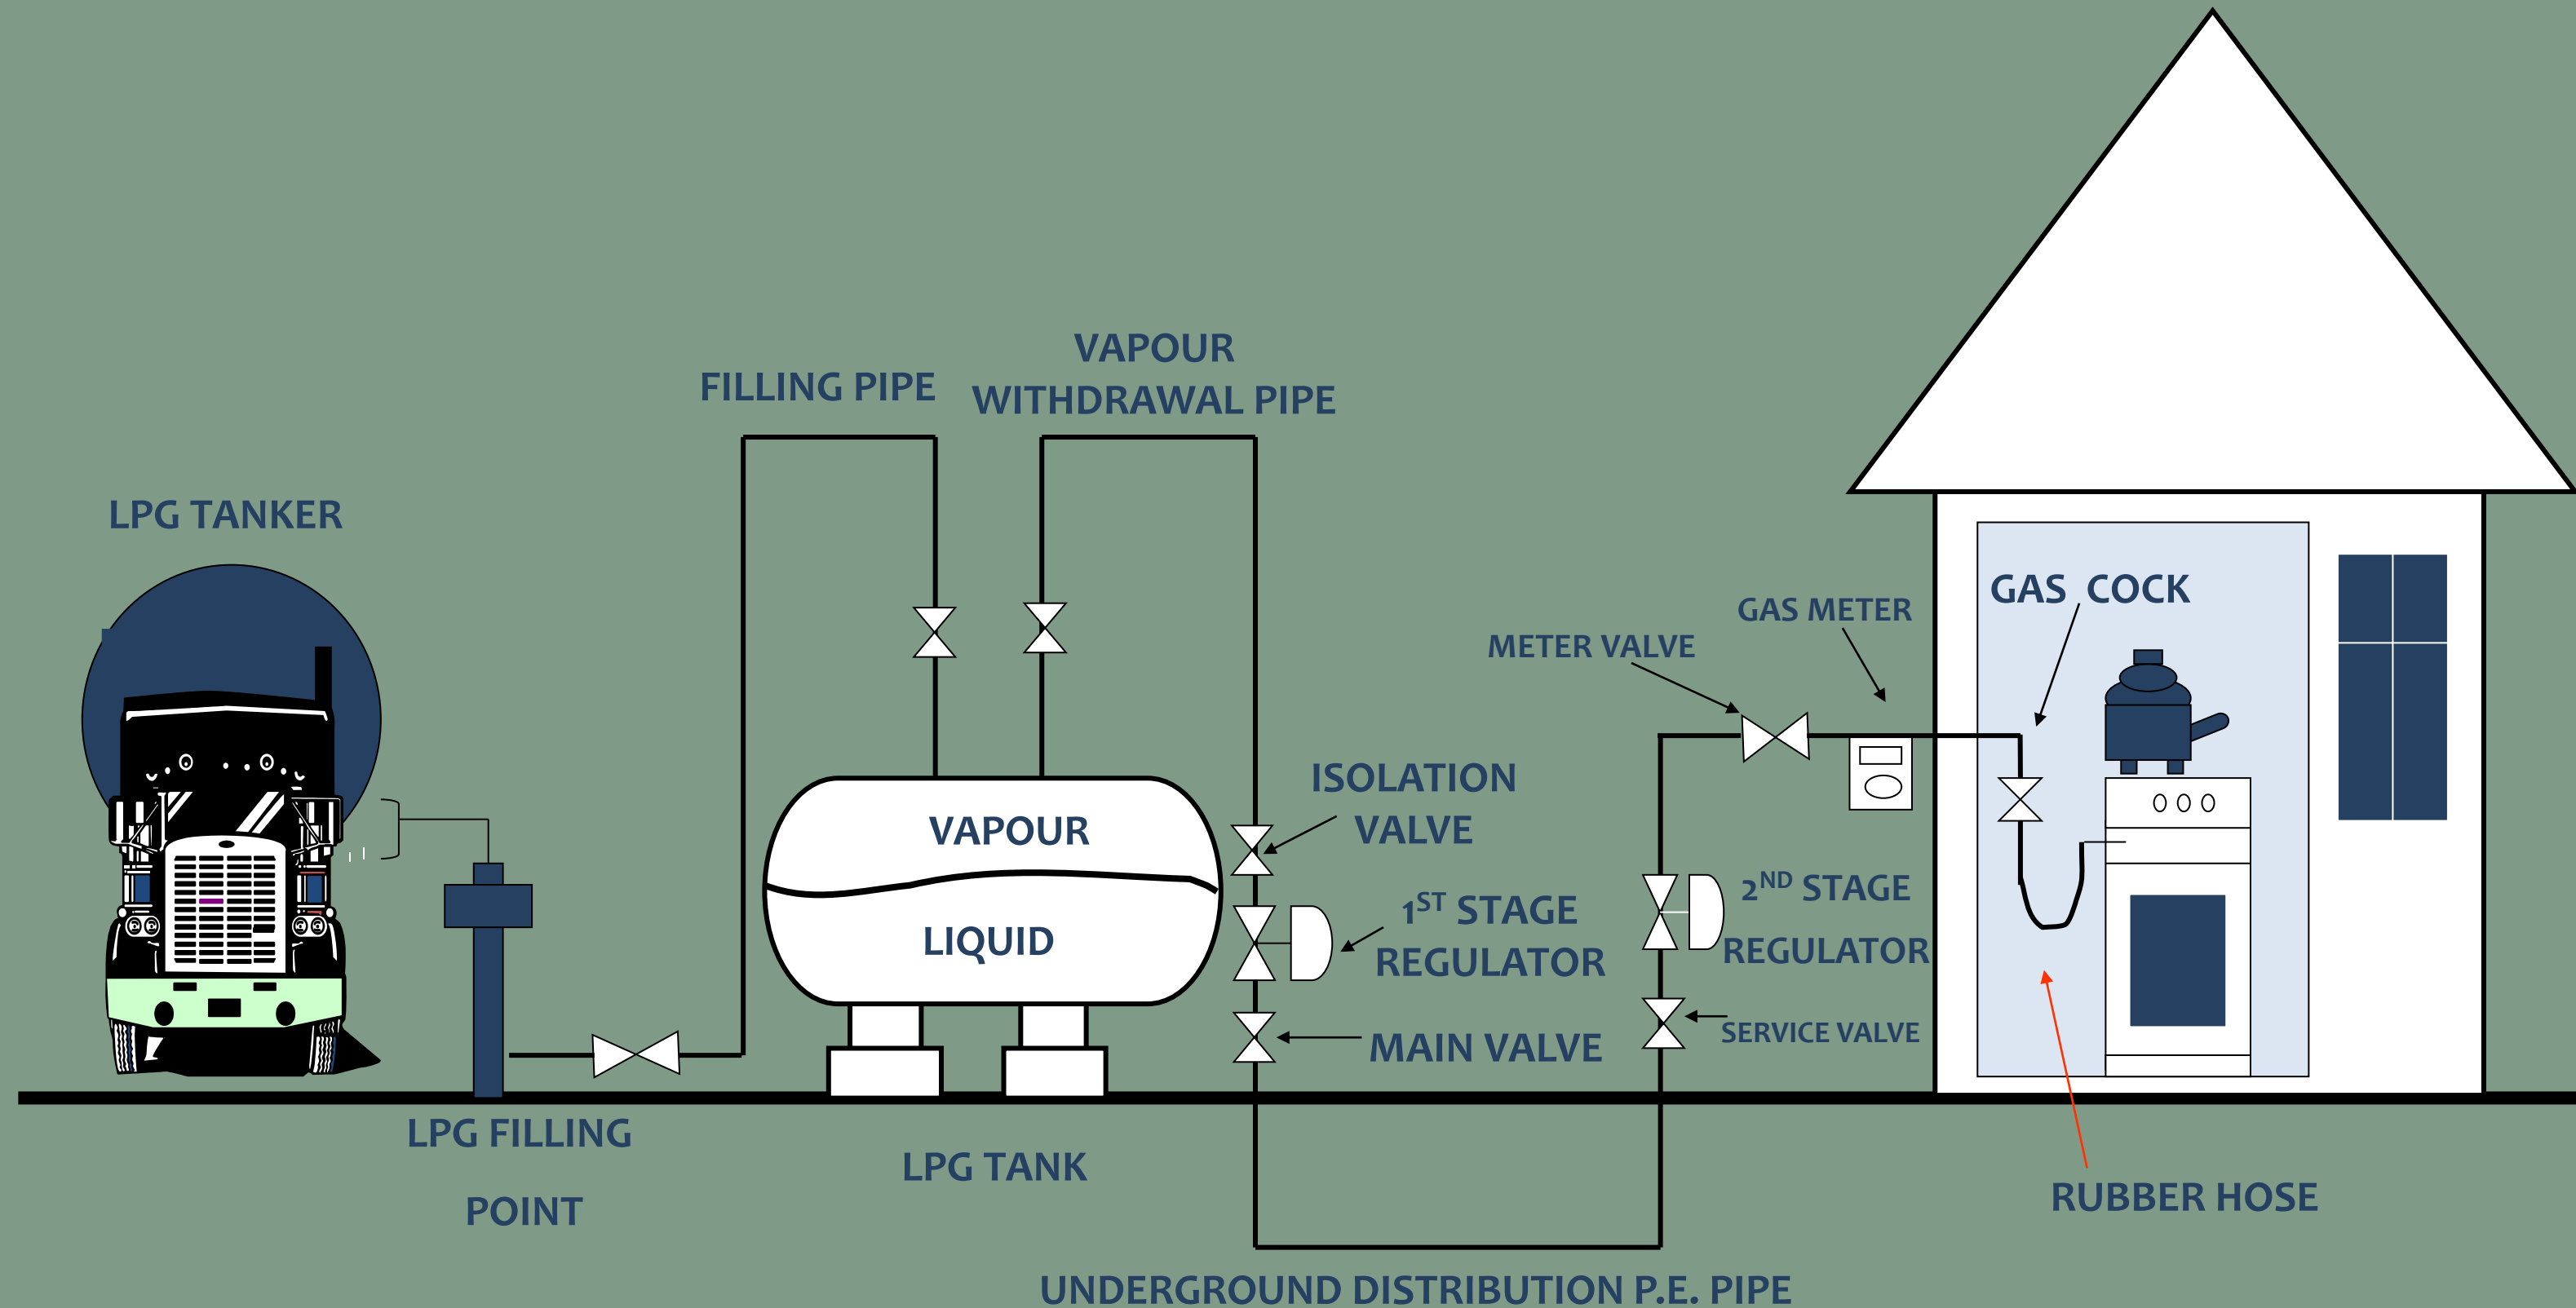 VAPOUR
WITHDRAWAL PIPE
FILLING PIPE
LPG TANKER
GAS COCK
GAS METER
METER VALVE
ISOLATION
VALVE
VAPOUR
LIQUID
1ST STAGE
REGULATOR
2ND STAGE
REGULATOR
MAIN VALVE
SERVICE VALVE
LPG FILLING
POINT
LPG TANK
RUBBER HOSE
UNDERGROUND DISTRIBUTION P.E. PIPE